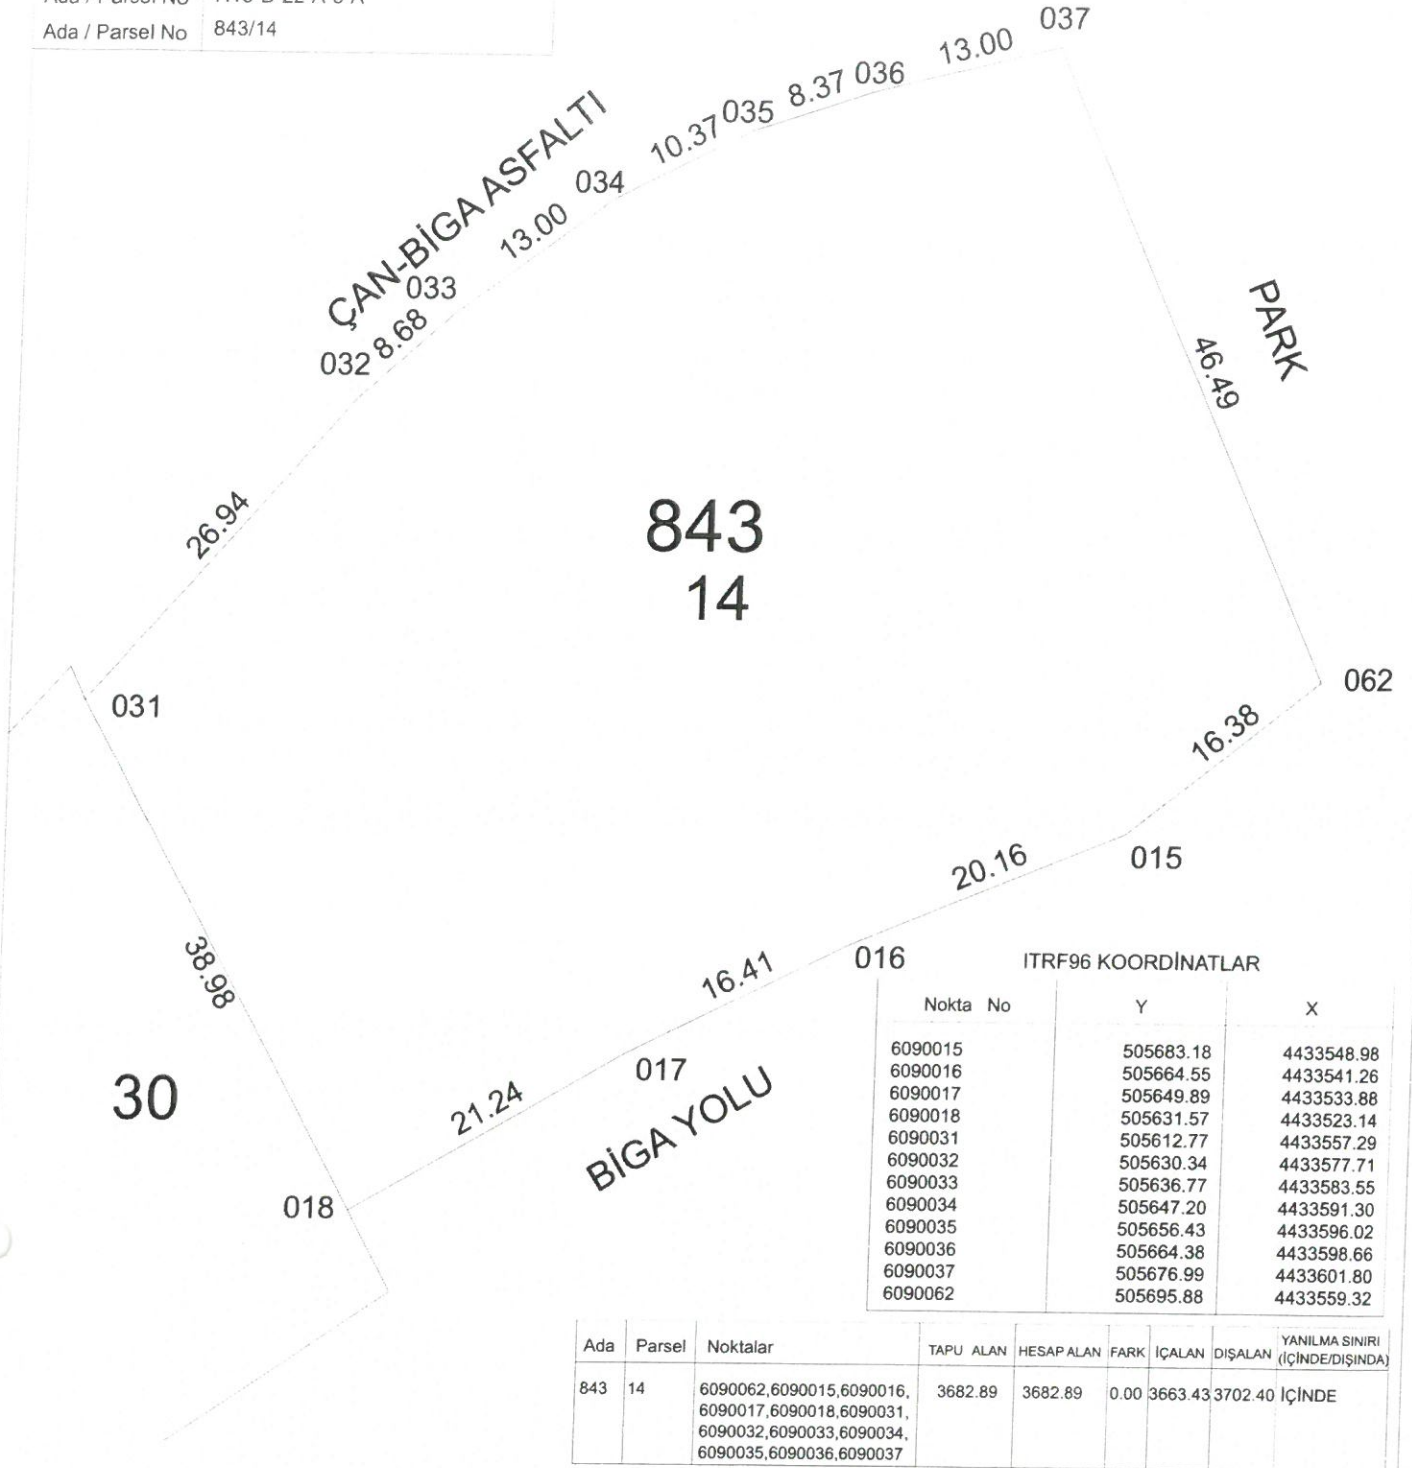 Ada / Parsel No 843/14
037
13.00
036
8.37
035
10.37
034
13.00
ÇAN-BİGA ASFALTI
033
8.68
032
26.94
PARK
46.49
843
14
031
062
16.38
015
20.16
016
16.41
38.98
017
21.24
BİGA YOLU
30
018
ITRF96 KOORDİNATLAR
Nokta No Y X
6090015 505683.18 4433548.98
6090016 505664.55 4433541.26
6090017 505649.89 4433533.88
6090018 505631.57 4433523.14
6090031 505612.77 4433557.29
6090032 505630.34 4433577.71
6090033 505636.77 4433583.55
6090034 505647.20 4433591.30
6090035 505656.43 4433596.02
6090036 505664.38 4433598.66
6090037 505676.99 4433601.80
6090062 505695.88 4433559.32
Ada Parsel Noktalar TAPU ALAN HESAP ALAN FARK İÇALAN DIŞALAN YANILMA SINIRI
(İÇİNDE/DIŞINDA)
843 14 6090062,6090015,6090016, 3682.89 3682.89 0.00 3663.43 3702.40 İÇİNDE
6090017,6090018,6090031,
6090032,6090033,6090034,
6090035,6090036,6090037